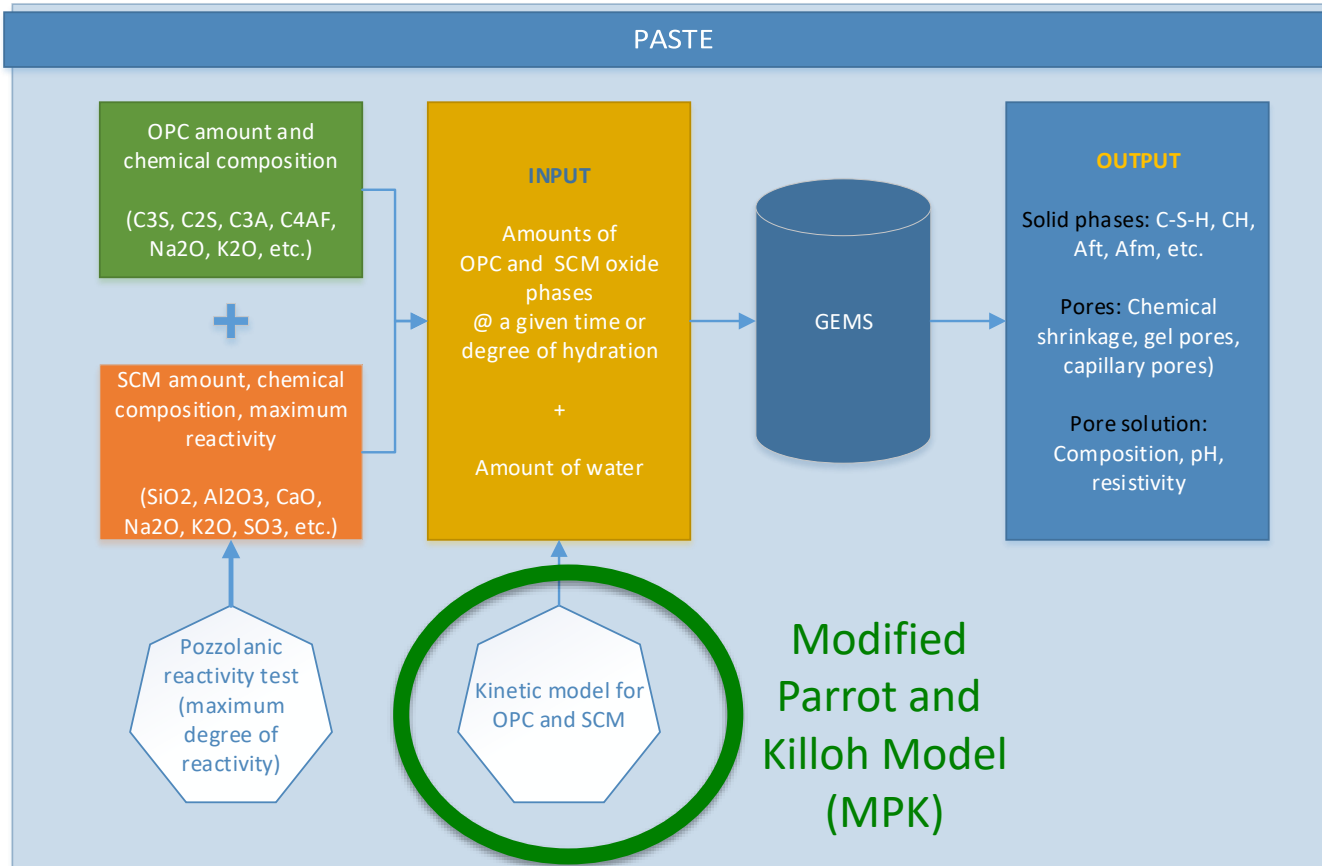 PASTE
OPC amount and
chemical composition
(C3S, C2S, C3A, C4AF,
Na2O, K2O, etc.)
+
SCM amount, chemical
composition, maximum
reactivity
(SiO2, Al2O3, CaO,
Na2O, K2O, SO3, etc.)
Pozzolanic
reactivity test
(maximum
degree of
reactivity)
INPUT
Amounts of
OPC and SCM oxide
phases
@ a given time or
degree of hydration
+
Amount of water
Kinetic model for
OPC and SCM
Modified
Parrot and
Killoh Model
(MPK)
GEMS
OUTPUT
Solid phases: C-S-H, CH,
Aft, Afm, etc.
Pores: Chemical
shrinkage, gel pores,
capillary pores)
Pore solution:
Composition, pH,
resistivity